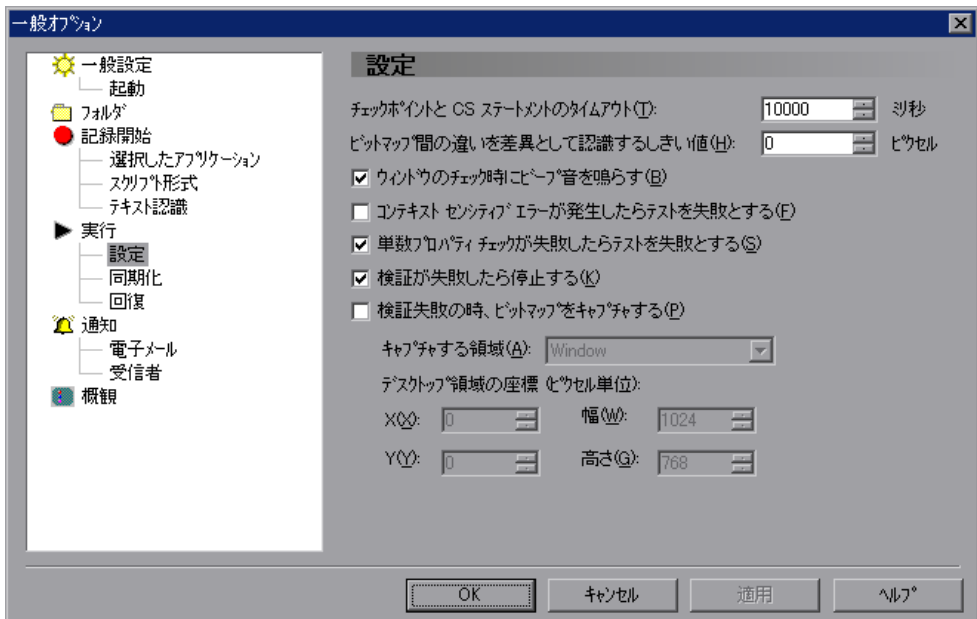 一般オプション
一般設定
起動
フォルダ
記録開始
選択したアプリケーション
スクリプト形式
テキスト認識
実行
設定
同期化
回復
通知
電子メール
受信者
概観
設定
チェックポイントと CS ステートメントのタイムアウト(T): 10000 ミリ秒
ビットマップ間の違いを差異として認識するしきい値(H): 0 ピクセル
ウィンドウのチェック時にビープ音を鳴らす(B)
コンテキスト センシティブ エラーが発生したらテストを失敗とする(F)
単数プロパティ チェックが失敗したらテストを失敗とする(S)
検証が失敗したら停止する(K)
検証失敗の時、ビットマップをキャプチャする(P)
キャプチャする領域(A): Window
デスクトップ領域の座標 (ピクセル単位):
X(X): 0 幅(W): 1024
Y(Y): 0 高さ(G): 768
OK キャンセル 適用 ヘルプ